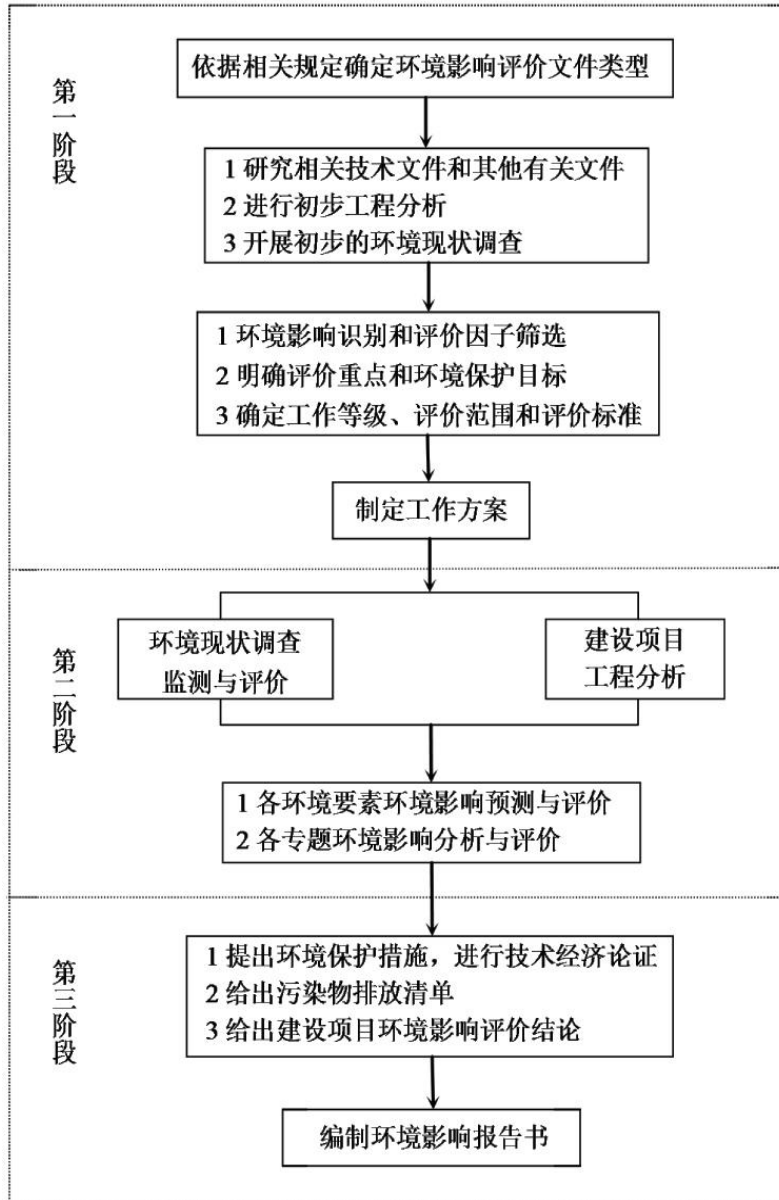 第一阶段
依据相关规定确定环境影响评价文件类型
1 研究相关技术文件和其他有关文件
2 进行初步工程分析
3 开展初步的环境现状调查
1 环境影响识别和评价因子筛选
2 明确评价重点和环境保护目标
3 确定工作等级、评价范围和评价标准
制定工作方案
第二阶段
环境现状调查
监测与评价
建设项目
工程分析
1 各环境要素环境影响预测与评价
2 各专题环境影响分析与评价
第三阶段
1 提出环境保护措施，进行技术经济论证
2 给出污染物排放清单
3 给出建设项目环境影响评价结论
编制环境影响报告书